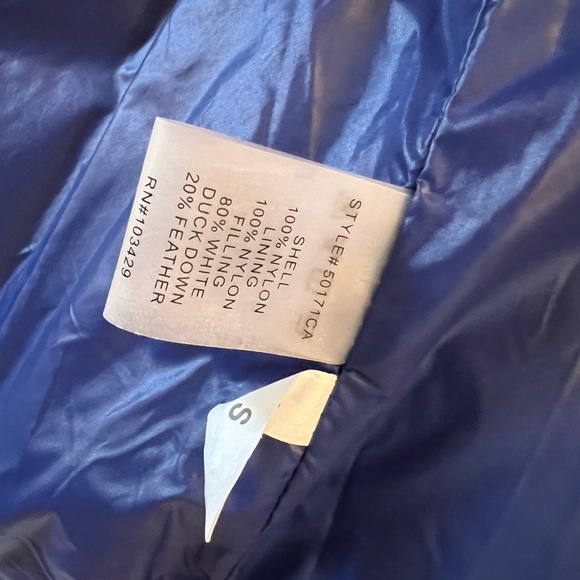 STYLE#50171CA
SHELL
100% NYLON
LINING
100% NYLON
FILLING
80% WHITE
DUCK DOWN
20% FEATHER
RN#103429
S